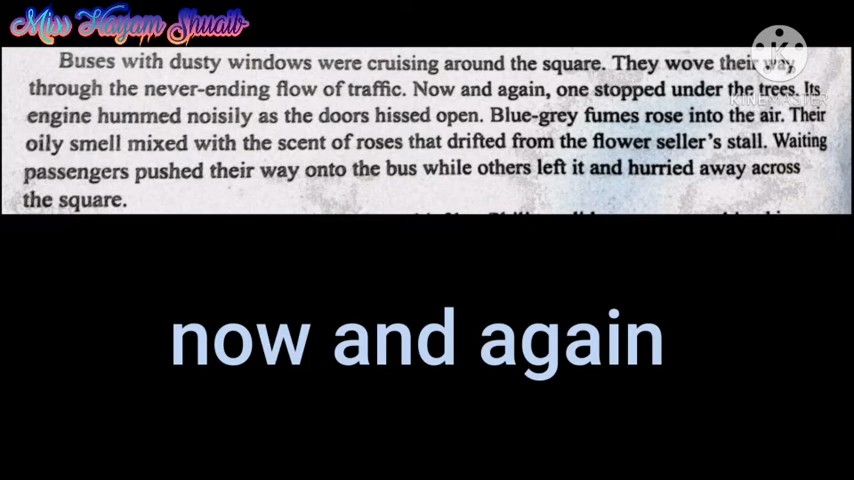 Miss Hayam Shuaib
Buses with dusty windows were cruising around the square. They wove their way
through the never-ending flow of traffic. Now and again, one stopped under the trees. Its
engine hummed noisily as the doors hissed open. Blue-grey fumes rose into the air. Their
oily smell mixed with the scent of roses that drifted from the flower seller's stall. Waiting
passengers pushed their way onto the bus while others left it and hurried away across
the square.
K
KINEMASTER
now and again